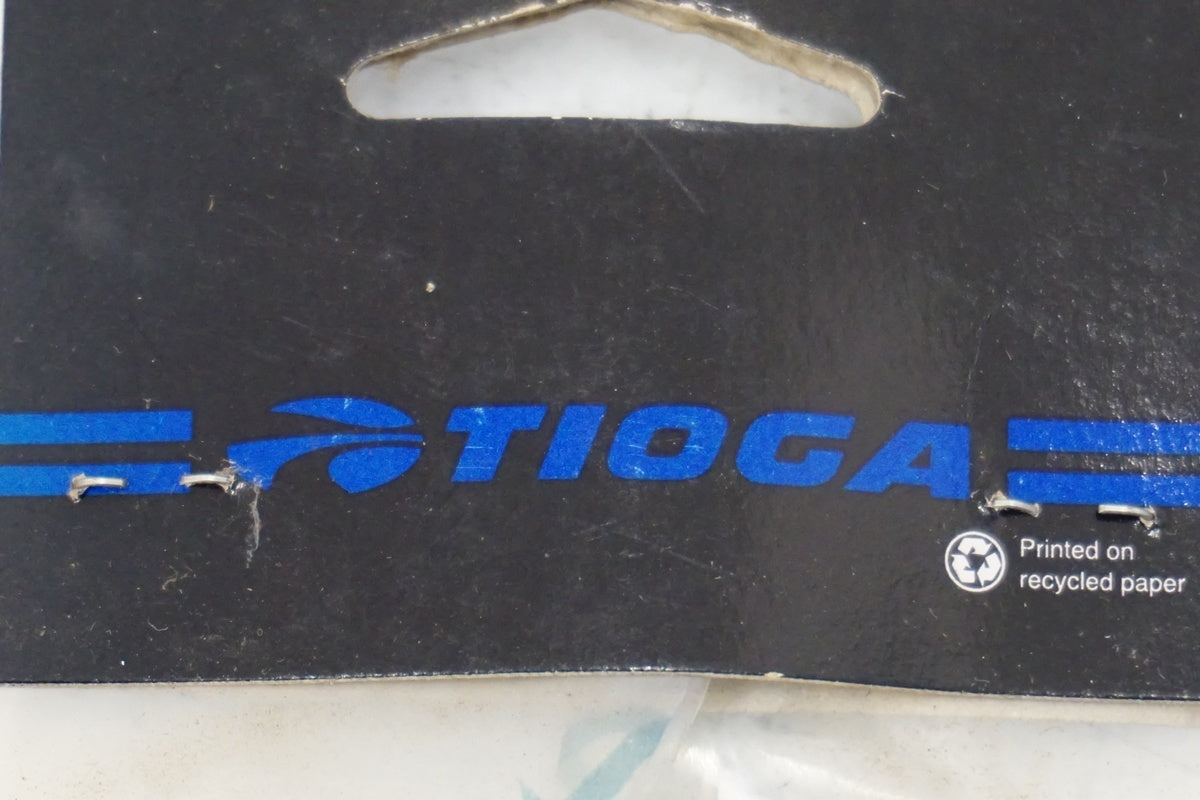 TIOGA
Printed on
recycled paper